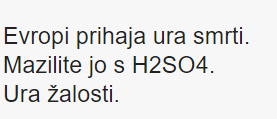 Evropi prihaja ura smrti.
Mazilite jo s H2SO4.
Ura žalosti.